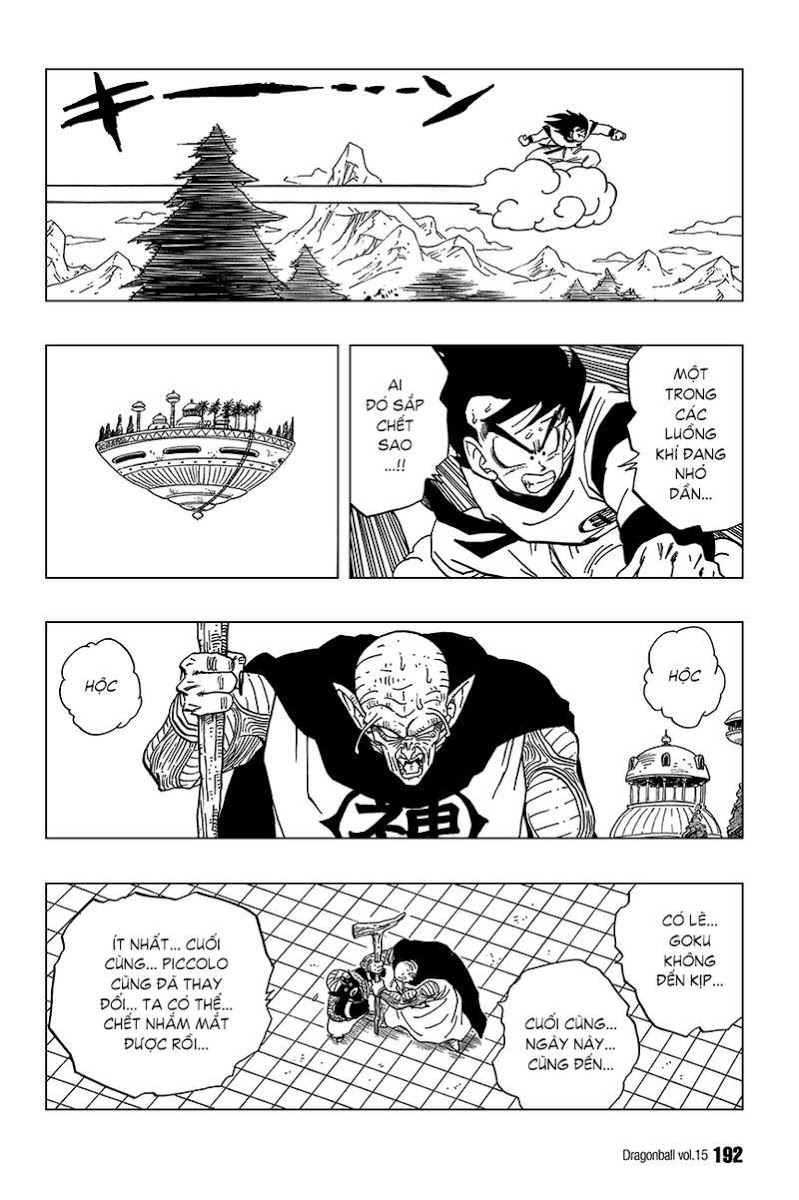 キーーン
MỘT
TRONG
CÁC
LUỒNG
KHÍ ĐANG
NHỎ
DẦN...
AI
ĐÓ SẮP
CHẾT
SAO
...!!
HỘC
HỘC
神
CÓ LẼ...
GOKU
KHÔNG
ĐẾN KỊP...
CUỐI CÙNG...
NGÀY NÀY...
CŨNG ĐẾN...
ÍT NHẤT... CUỐI
CÙNG... PICCOLO
CŨNG ĐÃ THAY
ĐỔI... TA CÓ THỂ...
CHẾT NHẮM MẮT
ĐƯỢC RỒI...
Dragonball vol.15 192